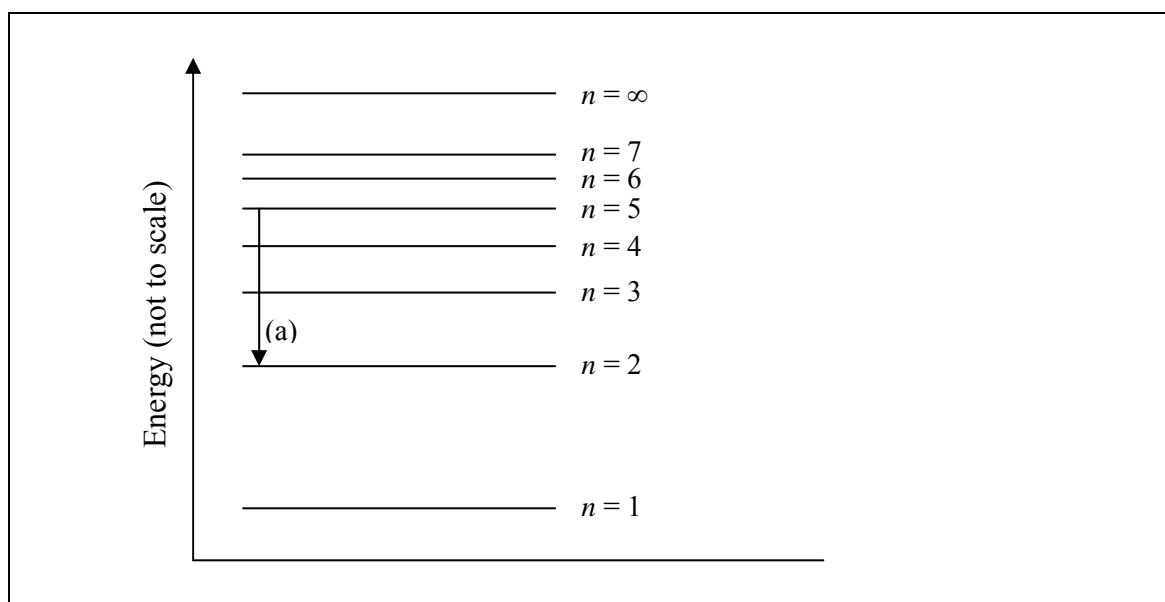 n = ∞
n = 7
n = 6
n = 5
n = 4
n = 3
(a)
n = 2
n = 1
Energy (not to scale)